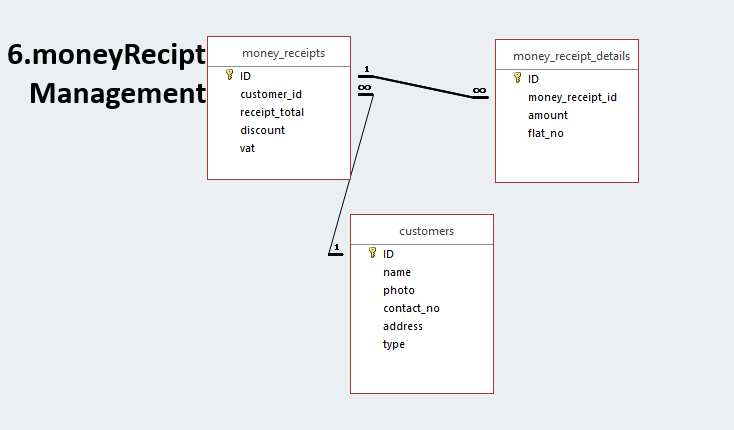 6.moneyRecipt
Management
money_receipts
ID
customer_id
receipt_total
discount
vat
1
∞
∞
money_receipt_details
ID
money_receipt_id
amount
flat_no
1
customers
ID
name
photo
contact_no
address
type